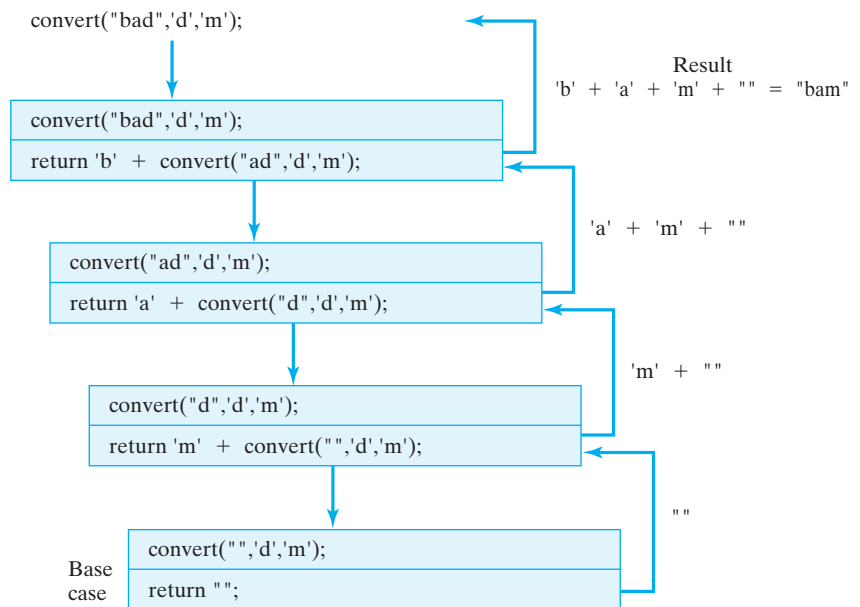 convert("bad",'d','m');
Result
'b' + 'a' + 'm' + "" = "bam"
convert("bad",'d','m');
return 'b' + convert("ad",'d','m');
'a' + 'm' + ""
convert("ad",'d','m');
return 'a' + convert("d",'d','m');
'm' + ""
convert("d",'d','m');
return 'm' + convert("",'d','m');
""
convert("",'d','m');
Base
case
return "";